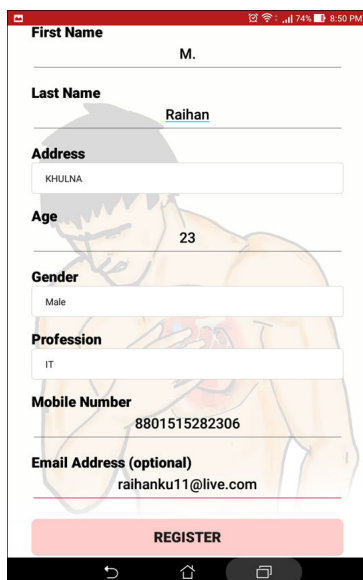 74% 8:50 PM
First Name
M.
Last Name
Raihan
Address
KHULNA
Age
23
Gender
Male
Profession
IT
Mobile Number
8801515282306
Email Address (optional)
raihanku11@live.com
REGISTER